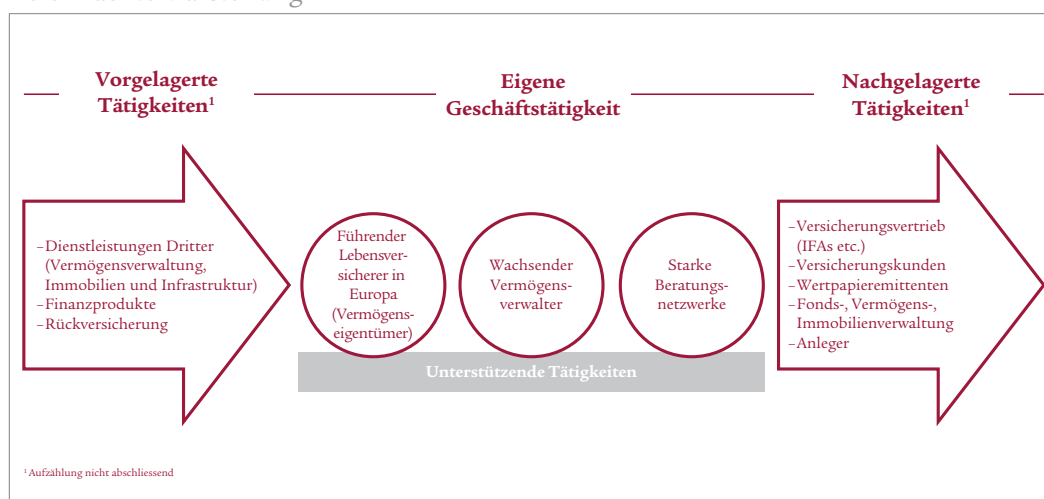 Vorgelagerte
Tätigkeiten¹
Eigene
Geschäftstätigkeit
Nachgelagerte
Tätigkeiten¹
–Dienstleistungen Dritter
(Vermögensverwaltung,
Immobilien und Infrastruktur)
–Finanzprodukte
–Rückversicherung
Führender
Lebensver-
sicherer in
Europa
(Vermögens-
eigentümer)
Wachsender
Vermögens-
verwalter
Starke
Beratungs-
netzwerke
Unterstützende Tätigkeiten
–Versicherungsvertrieb
(IFAs etc.)
–Versicherungskunden
–Wertpapieremittenten
–Fonds-, Vermögens-,
Immobilienverwaltung
–Anleger
¹ Aufzählung nicht abschliessend